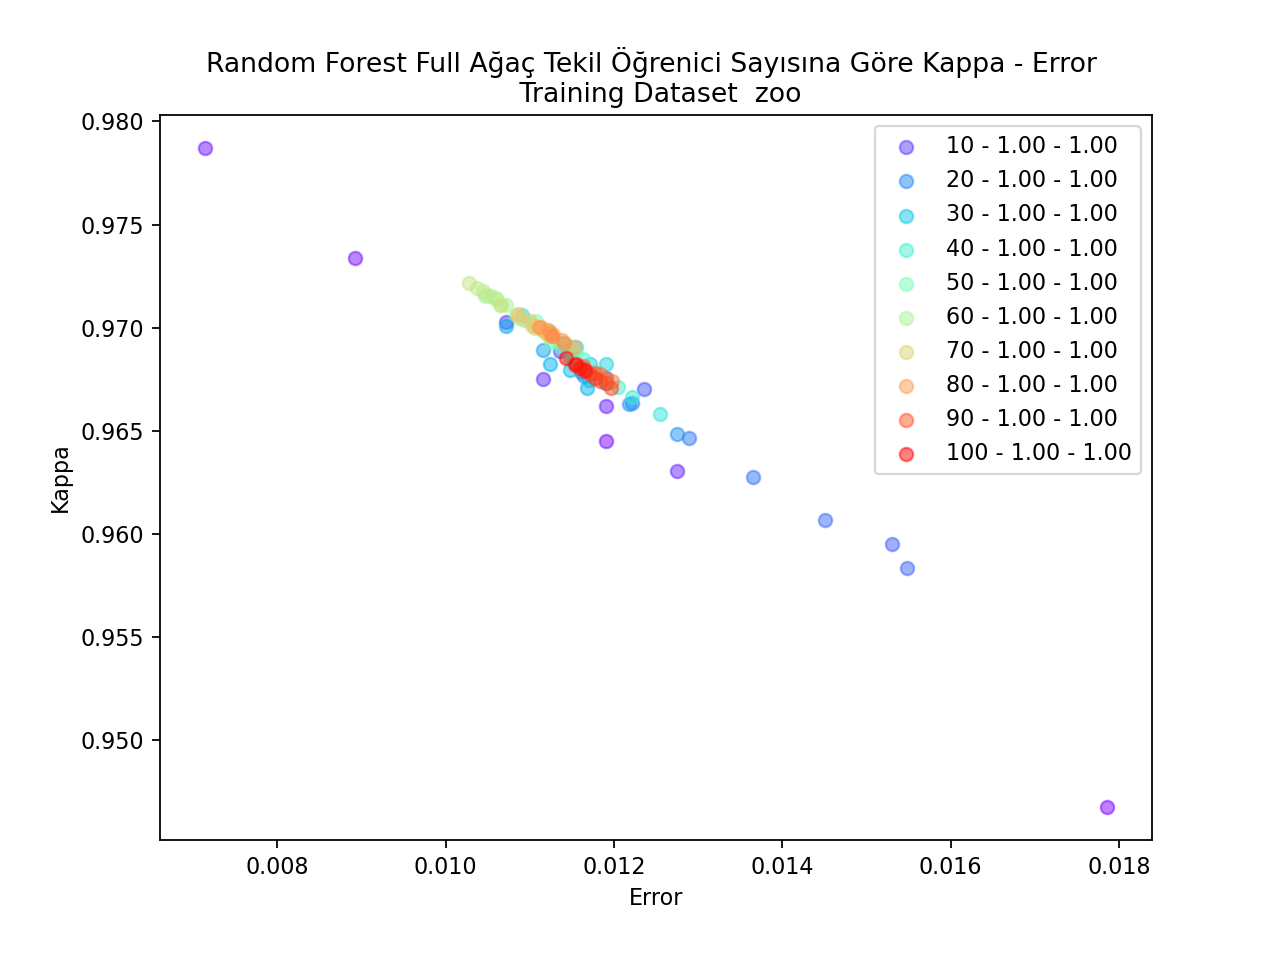 Random Forest Full Ağaç Tekil Öğrenici Sayısına Göre Kappa - Error
Training Dataset  zoo
0.980
0.975
0.970
0.965
0.960
0.955
0.950
Kappa
10 - 1.00 - 1.00
20 - 1.00 - 1.00
30 - 1.00 - 1.00
40 - 1.00 - 1.00
50 - 1.00 - 1.00
60 - 1.00 - 1.00
70 - 1.00 - 1.00
80 - 1.00 - 1.00
90 - 1.00 - 1.00
100 - 1.00 - 1.00
0.008 0.010 0.012 0.014 0.016 0.018
Error